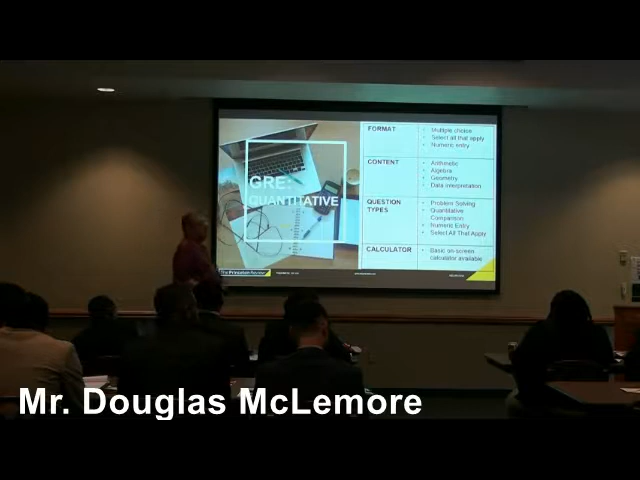 GRE:
QUANTITATIVE
FORMAT
• Multiple choice
• Select all that apply
• Numeric entry
CONTENT
• Arithmetic
• Algebra
• Geometry
• Data Interpretation
QUESTION
TYPES
• Problem Solving
• Quantitative
Comparison
• Numeric Entry
• Select All That Apply
CALCULATOR
• Basic on-screen
calculator available
The Princeton Review
Mr. Douglas McLemore